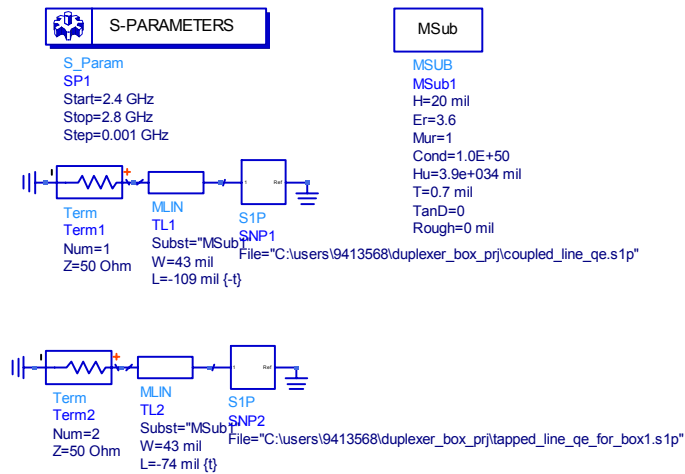 S-PARAMETERS
MSub
S_Param
SP1
Start=2.4 GHz
Stop=2.8 GHz
Step=0.001 GHz
MSUB
MSub1
H=20 mil
Er=3.6
Mur=1
Cond=1.0E+50
Hu=3.9e+034 mil
T=0.7 mil
TanD=0
Rough=0 mil
1 Ref
Term
Term1
Num=1
Z=50 Ohm
MLIN
TL1
Subst="MSub1"
W=43 mil
L=-109 mil {-t}
S1P
SNP1
File="C:\users\9413568\duplexer_box_prj\coupled_line_qe.s1p"
1 Ref
Term
Term2
Num=2
Z=50 Ohm
MLIN
TL2
Subst="MSub1"
W=43 mil
L=-74 mil {t}
S1P
SNP2
File="C:\users\9413568\duplexer_box_prj\tapped_line_qe_for_box1.s1p"